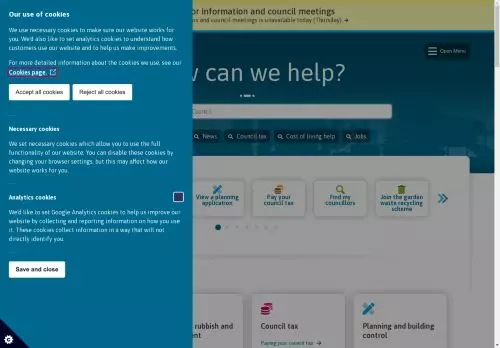 Our use of cookies
We use necessary cookies to make our website works for
you. We'd also like to set analytics cookies to understand how
customers use our website and to help us make improvements.
For more detailed information about the cookies we use, see our
Cookies page.
Accept all cookies
Reject all cookies
Necessary cookies
We set necessary cookies which allow you to use the full
functionality of our website. You can disable these cookies by
changing your browser settings, but this may affect how our
website works for you.
Analytics cookies
We'd like to set Google Analytics cookies to help us improve our
website by collecting and reporting information on how you use
it. These cookies collect information in a way that will not
directly identify you.
Save and close
or Information and council meetings
ns and council meetings is unavailable today (Thursday)
Open Menu
w can we help?
Council
News
Council tax
Cost of living help
Jobs
View a planning
application
Pay your
council tax
Find my
councillors
Join the garden
waste recycling
scheme
rubbish and
ent
Council tax
Paying your council tax
Planning and building
control